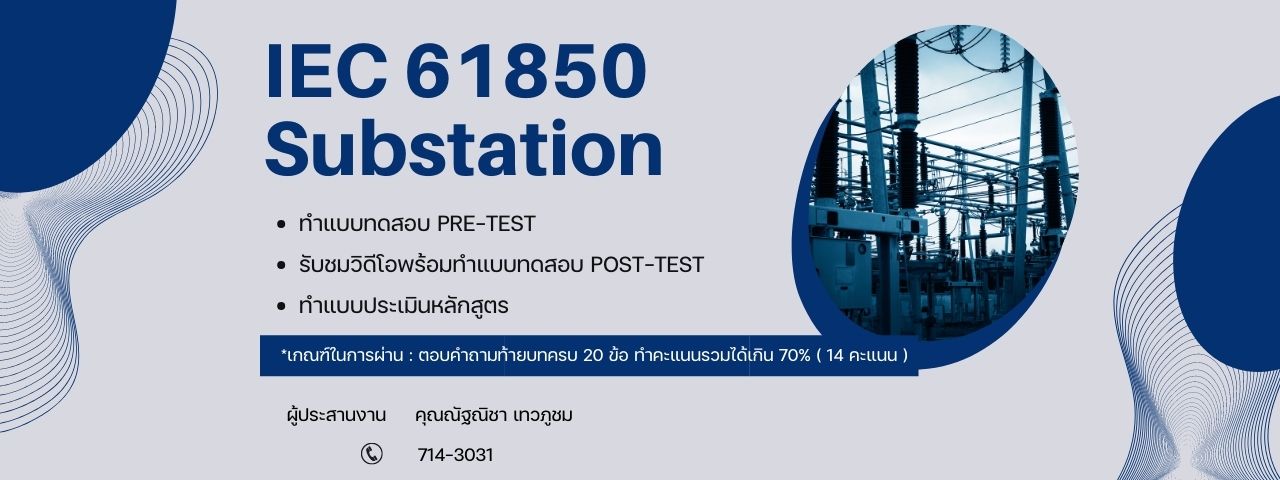 IEC 61850
Substation
• ทำแบบทดสอบ PRE-TEST
• รับชมวิดีโอพร้อมทำแบบทดสอบ POST-TEST
• ทำแบบประเมินหลักสูตร
*เกณฑ์ในการผ่าน : ตอบคำถามท้ายบทครบ 20 ข้อ ทำคะแนนรวมได้เกิน 70% ( 14 คะแนน )
ผู้ประสานงาน คุณณัฐณิชา เทวภูชม
714-3031